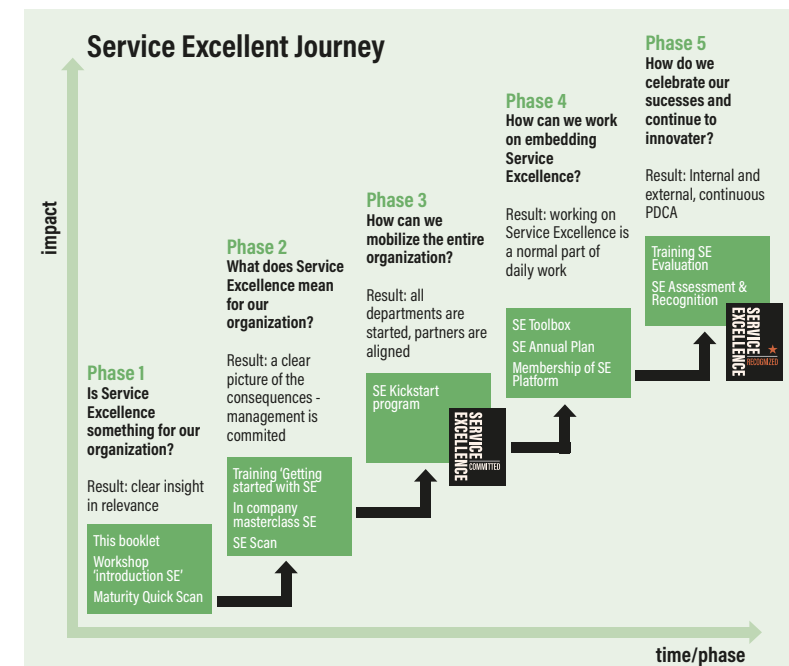 Service Excellent Journey
impact
Phase 1
Is Service
Excellence
something for our
organization?
Result: clear insight
in relevance
This booklet
Workshop
'introduction SE'
Maturity Quick Scan
Phase 2
What does Service
Excellence mean
for our
organization?
Result: a clear
picture of the
consequences -
management is
commited
Training 'Getting
started with SE'
In company
masterclass SE
SE Scan
Phase 3
How can we
mobilize the entire
organization?
Result: all
departments are
started, partners are
aligned
SE Kickstart
program
SERVICE
EXCELLENCE
COMMITTED
Phase 4
How can we work
on embedding
Service
Excellence?
Result: working on
Service Excellence is
a normal part of
daily work
SE Toolbox
SE Annual Plan
Membership of SE
Platform
Phase 5
How do we
celebrate our
sucesses and
continue to
innovater?
Result: Internal and
external, continuous
PDCA
Training SE
Evaluation
SE Assessment &
Recognition
SERVICE
EXCELLENCE
RECOGNIZED
time/phase